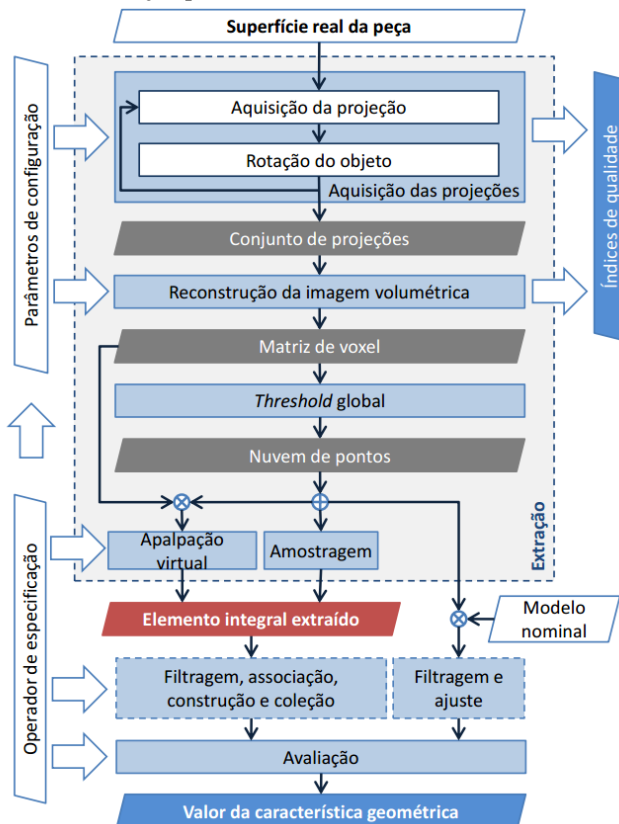 Superfície real da peça
Parâmetros de configuração
Aquisição da projeção
Rotação do objeto
Aquisição das projeções
Índices de qualidade
Conjunto de projeções
Reconstrução da imagem volumétrica
Matriz de voxel
Threshold global
Nuvem de pontos
Operador de especificação
Apalpação
virtual
Amostragem
Extração
Elemento integral extraído
Modelo
nominal
Filtragem, associação,
construção e coleção
Filtragem e
ajuste
Avaliação
Valor da característica geométrica